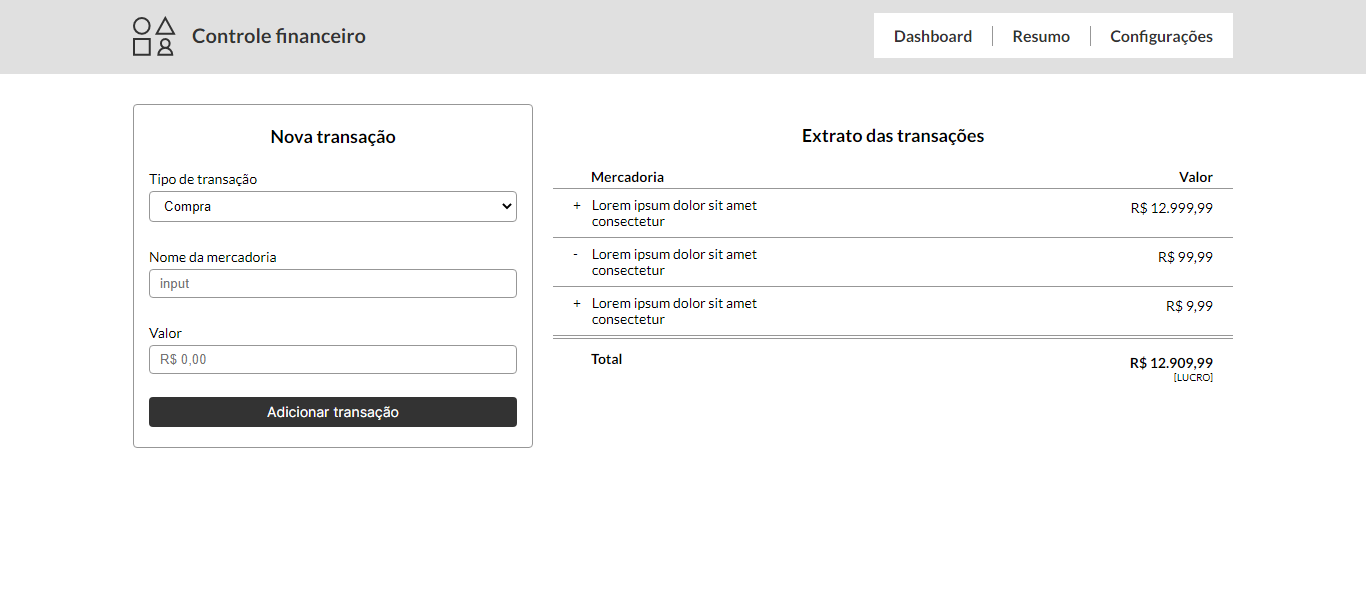 Controle financeiro
Dashboard
Resumo
Configurações
Nova transação
Tipo de transação
Compra
Nome da mercadoria
input
Valor
R$ 0,00
Adicionar transação
Extrato das transações
Mercadoria Valor
+ Lorem ipsum dolor sit amet
consectetur
R$ 12.999,99
- Lorem ipsum dolor sit amet
consectetur
R$ 99,99
+ Lorem ipsum dolor sit amet
consectetur
R$ 9,99
Total R$ 12.909,99
[LUCRO]